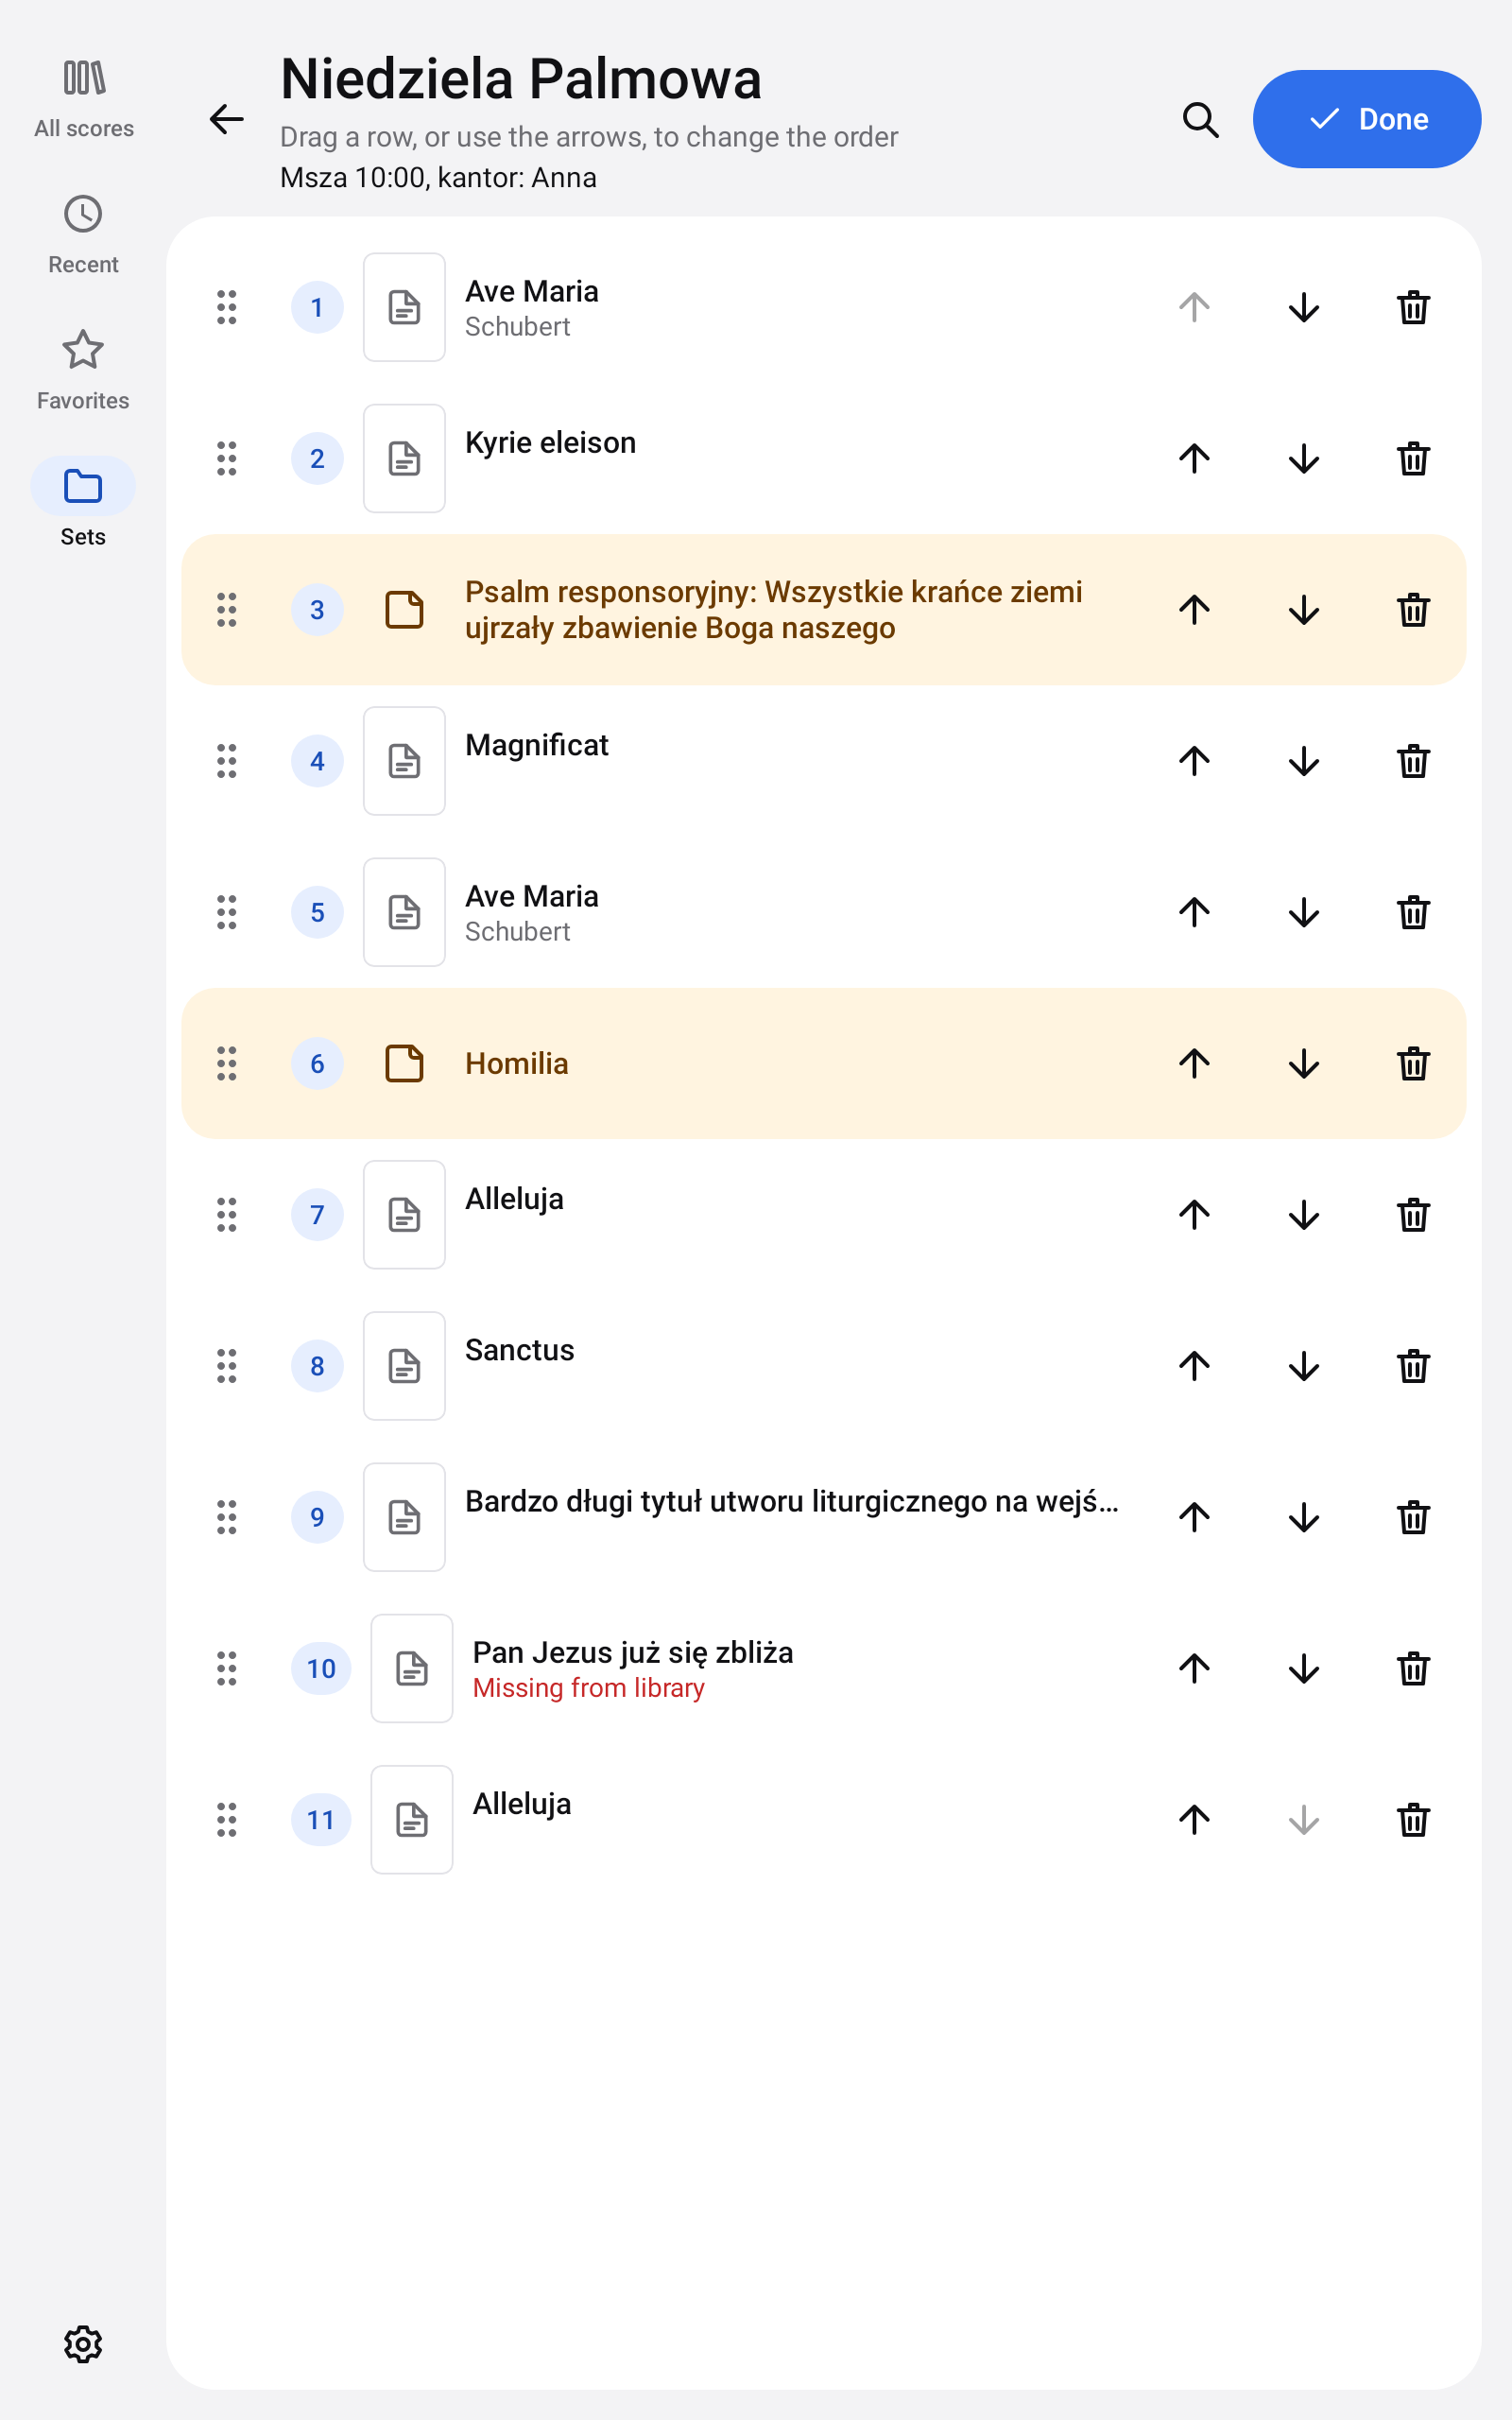 All scores
Recent
Favorites
Sets
Niedziela Palmowa
Drag a row, or use the arrows, to change the order
Msza 10:00, kantor: Anna
Done
1
Ave Maria
Schubert
2
Kyrie eleison
3
Psalm responsoryjny: Wszystkie krańce ziemi
ujrzały zbawienie Boga naszego
4
Magnificat
5
Ave Maria
Schubert
6
Homilia
7
Alleluja
8
Sanctus
9
Bardzo długi tytuł utworu liturgicznego na wejś...
10
Pan Jezus już się zbliża
Missing from library
11
Alleluja